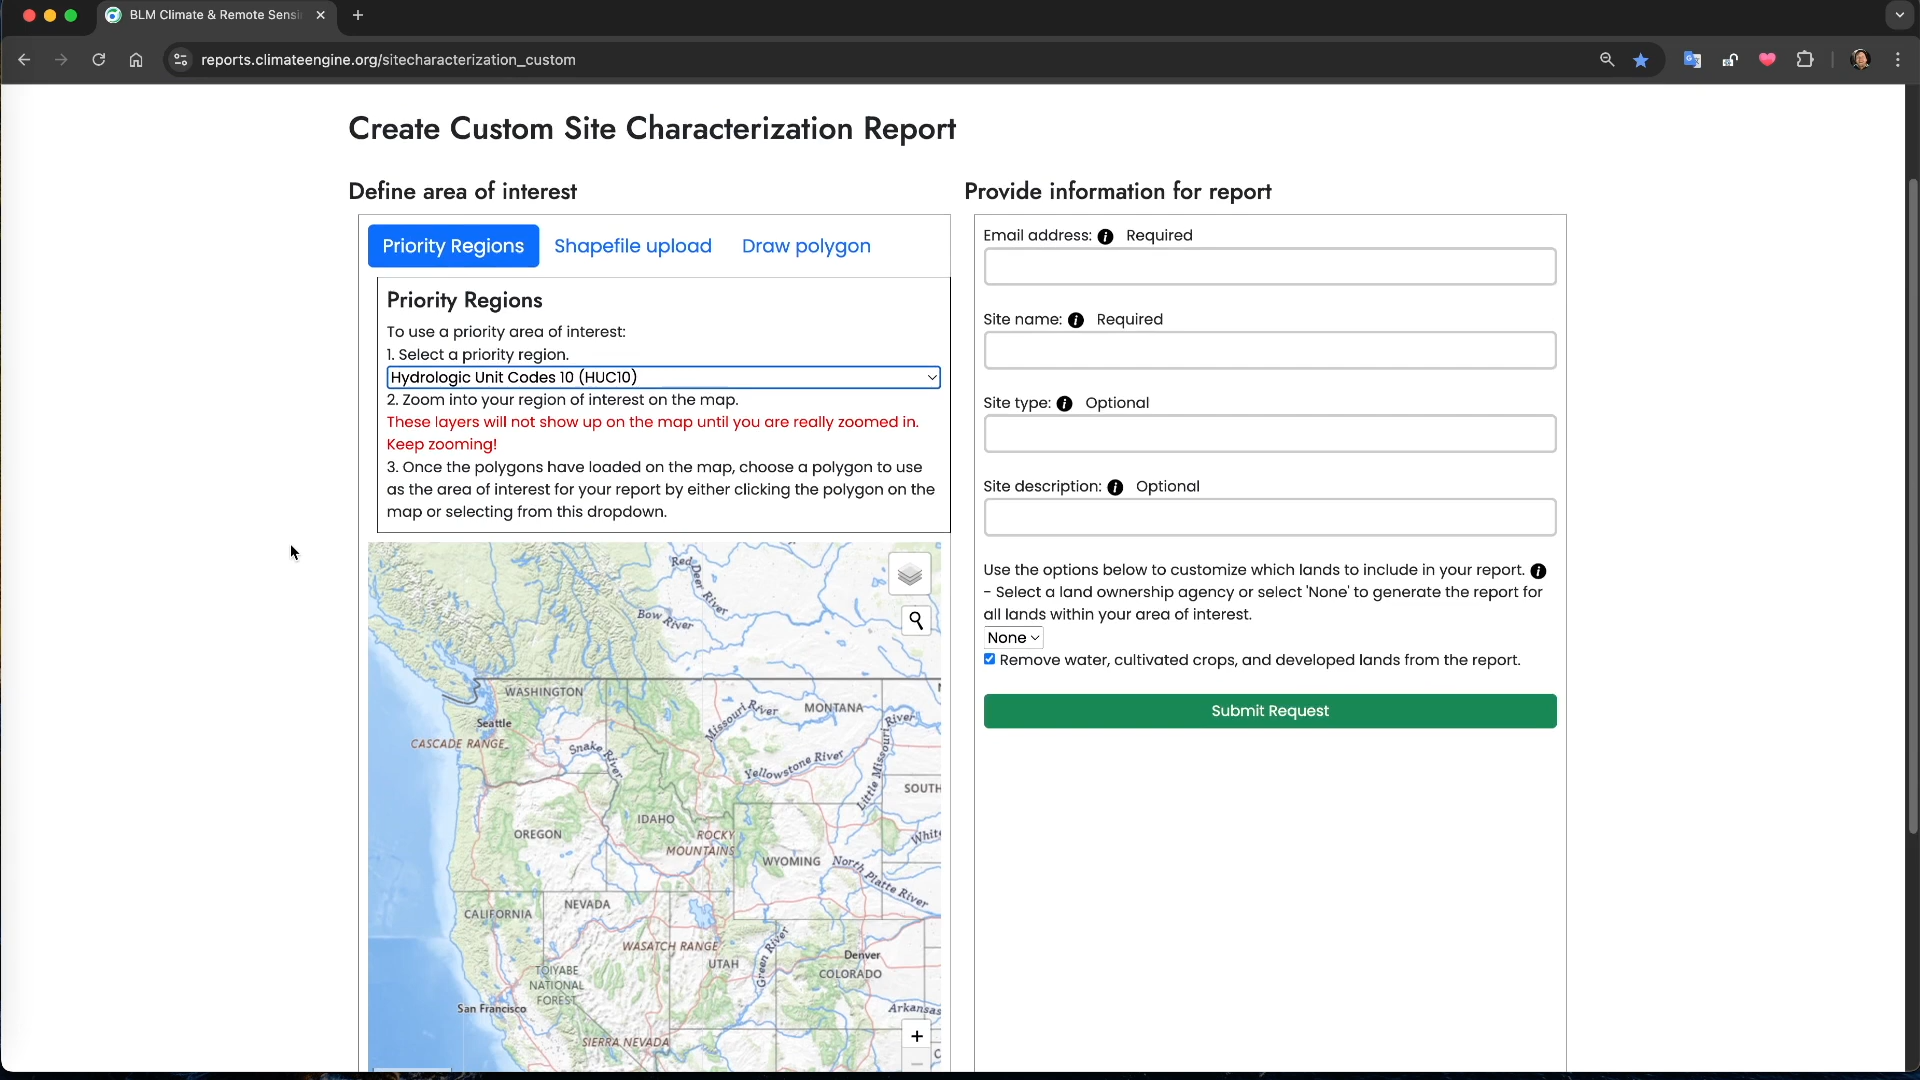 BLM Climate & Remote Sensi
reports.climateengine.org/sitecharacterization_custom
Create Custom Site Characterization Report
Define area of interest
Priority Regions
Shapefile upload
Draw polygon
Priority Regions
To use a priority area of interest:
1. Select a priority region.
Hydrologic Unit Codes 10 (HUC10)
2. Zoom into your region of interest on the map.
These layers will not show up on the map until you are really zoomed in.
Keep zooming!
3. Once the polygons have loaded on the map, choose a polygon to use
as the area of interest for your report by either clicking the polygon on the
map or selecting from this dropdown.
Red Deer River
Bow River
WASHINGTON
Seattle
CASCADE RANGE
Snake River
Missouri River
MONTANA
River
Yellowstone River
Little Missouri
SOUTH
OREGON
IDAHO
ROCKY
MOUNTAINS
White
WYOMING
North Platte River
CALIFORNIA
NEVADA
WASATCH RANGE
UTAH
Green River
Denver
COLORADO
TOIYABE
NATIONAL
FOREST
San Francisco
Arkansas
SIERRA NEVADA
+
Provide information for report
Email address: Required
Site name: Required
Site type: Optional
Site description: Optional
Use the options below to customize which lands to include in your report.
- Select a land ownership agency or select 'None' to generate the report for
all lands within your area of interest.
None
Remove water, cultivated crops, and developed lands from the report.
Submit Request